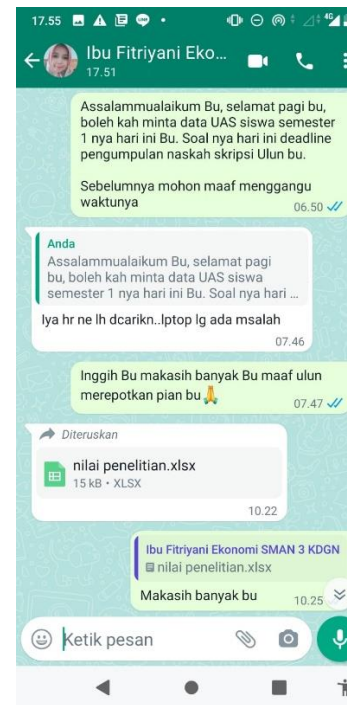 17.55
4G
Ibu Fitriyani Eko...
17.51
Assalammualaikum Bu, selamat pagi bu,
boleh kah minta data UAS siswa semester
1 nya hari ini Bu. Soal nya hari ini deadline
pengumpulan naskah skripsi Ulun bu.
Sebelumnya mohon maaf menggangu
waktunya
06.50
Anda
Assalammualaikum Bu, selamat pagi
bu, boleh kah minta data UAS siswa
semester 1 nya hari ini Bu. Soal nya hari ...
Iya hr ne lh dcarikn..lptop lg ada msalah
07.46
Inggih Bu makasih banyak Bu maaf ulun
merepotkan pian bu🙏
07.47
Diteruskan
nilai penelitian.xlsx
15 kB • XLSX
10.22
Ibu Fitriyani Ekonomi SMAN 3 KDGN
nilai penelitian.xlsx
Makasih banyak bu
10.25
Ketik pesan